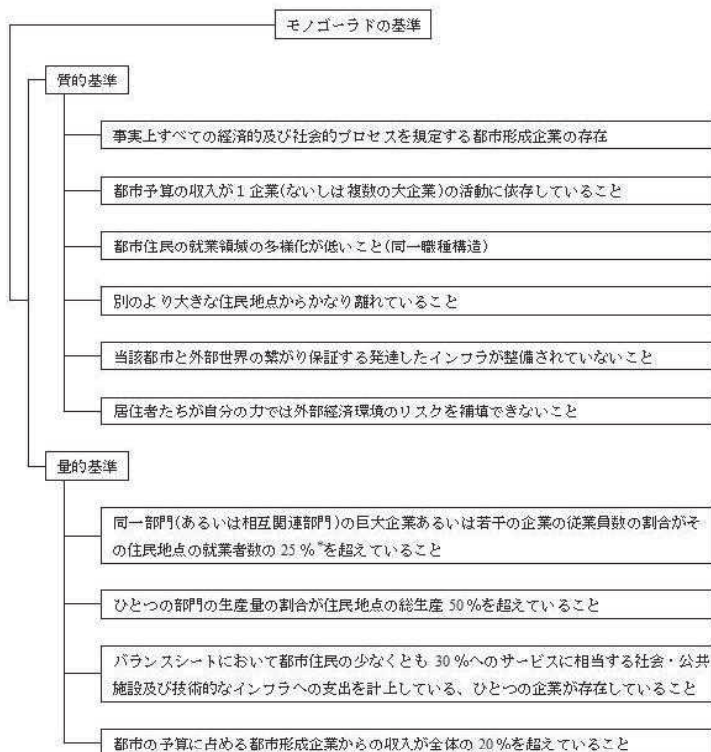 モノゴーラドの基準
質的基準
事実上すべての経済的及び社会的プロセスを規定する都市形成企業の存在
都市予算の収入が1企業(ないしは複数の大企業)の活動に依存していること
都市住民の就業領域の多様化が低いこと(同一職種構造)
別のより大きな住民地点からかなり離れていること
当該都市と外部世界の繋がり保証する発達したインフラが整備されていないこと
居住者たちが自分の力では外部経済環境のリスクを補填できないこと
量的基準
同一部門(あるいは相互関連部門)の巨大企業あるいは若干の企業の従業員数の割合がそ
の住民地点の就業者数の 25%*を超えていること
ひとつの部門の生産量の割合が住民地点の総生産 50%を超えていること
バランスシートにおいて都市住民の少なくとも 30%へのサービスに相当する社会・公共
施設及び技術的なインフラへの支出を計上している、ひとつの企業が存在していること
都市の予算に占める都市形成企業からの収入が全体の 20%を超えていること